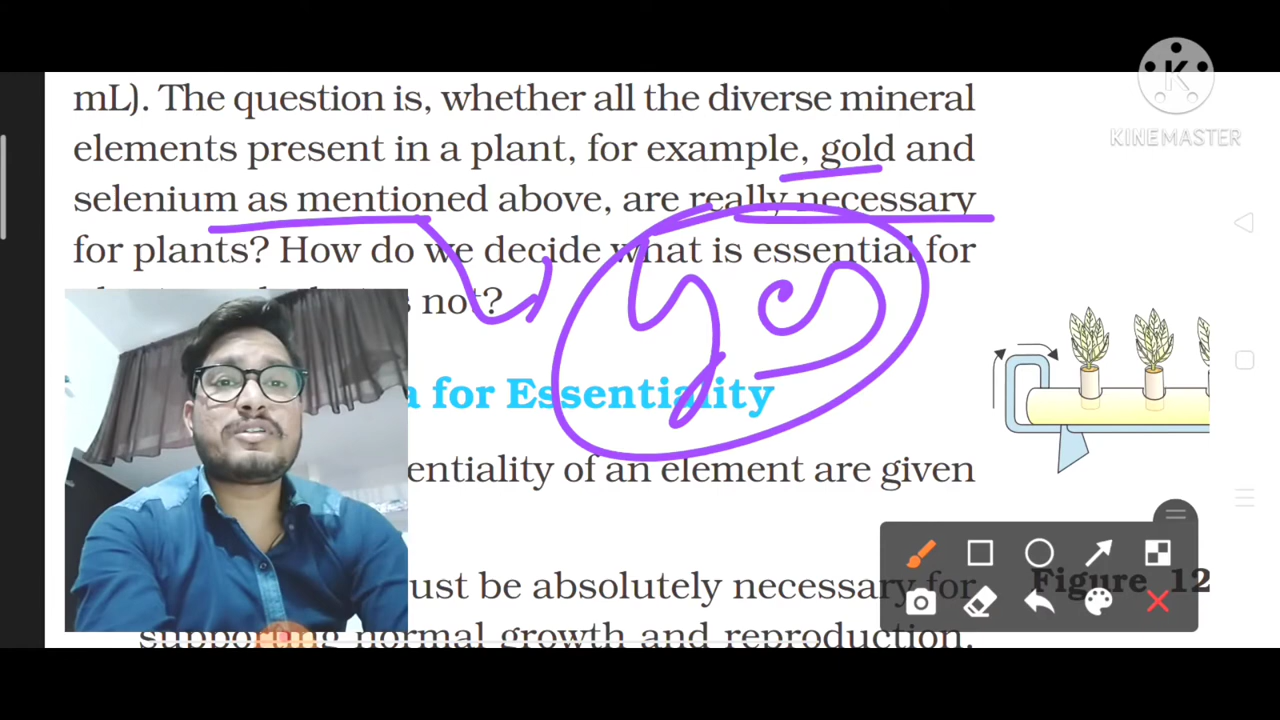 mL). The question is, whether all the diverse mineral
elements present in a plant, for example, gold and
selenium as mentioned above, are really necessary
for plants? How do we decide what is essential for
not?
yes
for Essentiality
of an element are given
be absolutely necessary for
supporting normal growth and reproduction.
Figure 12
K
KINEMASTER